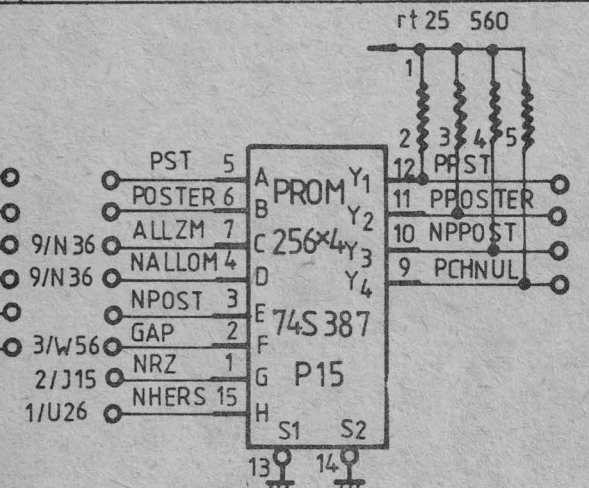 rt 25 560
1
2 3 4 5
PST 5 A PROM Y1 12 PPST
POSTER 6 B Y2 11 PPOSTER
9/N36 ALLZM 7 C 256×4 Y3 10 NPPOST
9/N36 NALLOM 4 D Y4 9 PCHNUL
NPOST 3 E 74S387
3/W56 GAP 2 F
2/J15 NRZ 1 G P15
1/U26 NHERS 15 H
S1 S2
13 14